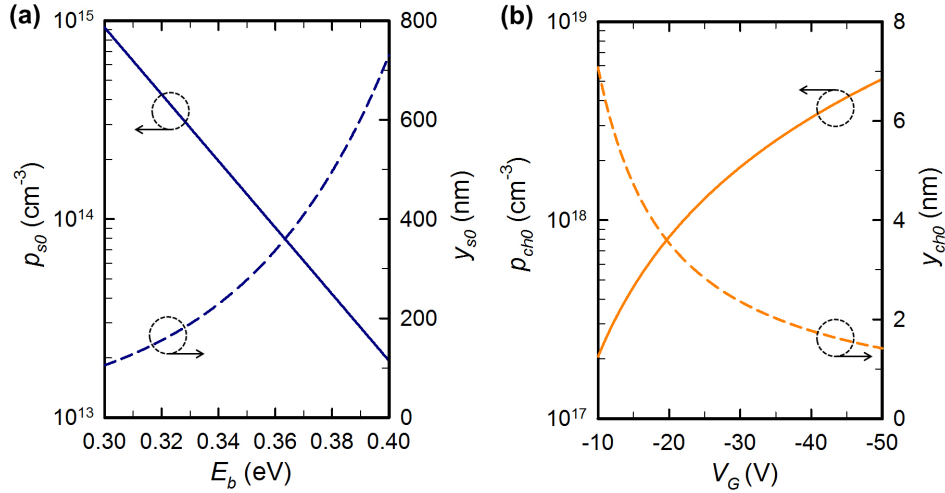 (a)
10^15
10^14
10^13
p_s0 (cm^-3)
800
600
400
200
0
y_s0 (nm)
0.30 0.32 0.34 0.36 0.38 0.40
E_b (eV)
(b)
10^19
10^18
10^17
p_ch0 (cm^-3)
8
6
4
2
0
y_ch0 (nm)
-10 -20 -30 -40 -50
V_G (V)